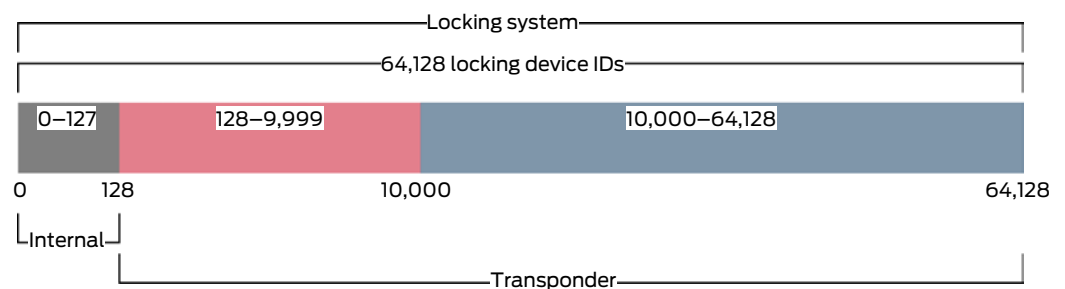 Locking system
64,128 locking device IDs
0–127 128–9,999 10,000–64,128
0 128 10,000 64,128
Internal
Transponder